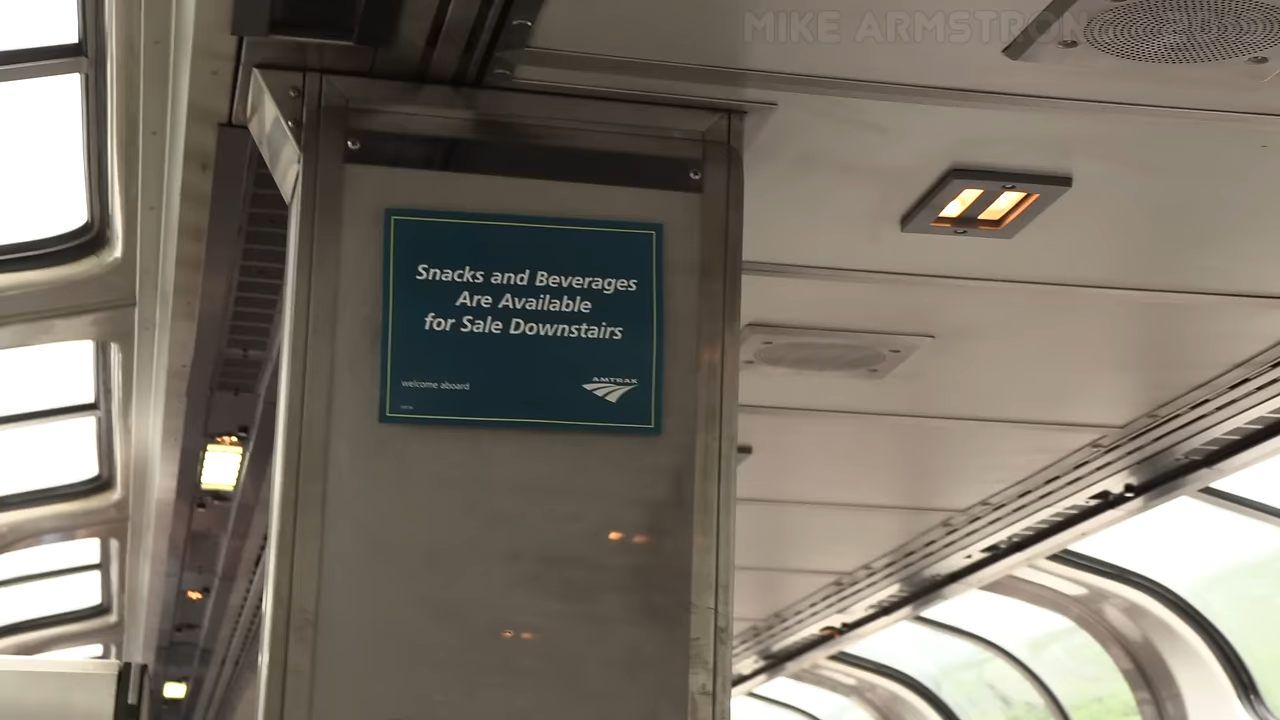 MIKE ARMSTRON
Snacks and Beverages
Are Available
for Sale Downstairs
welcome aboard
AMTRAK